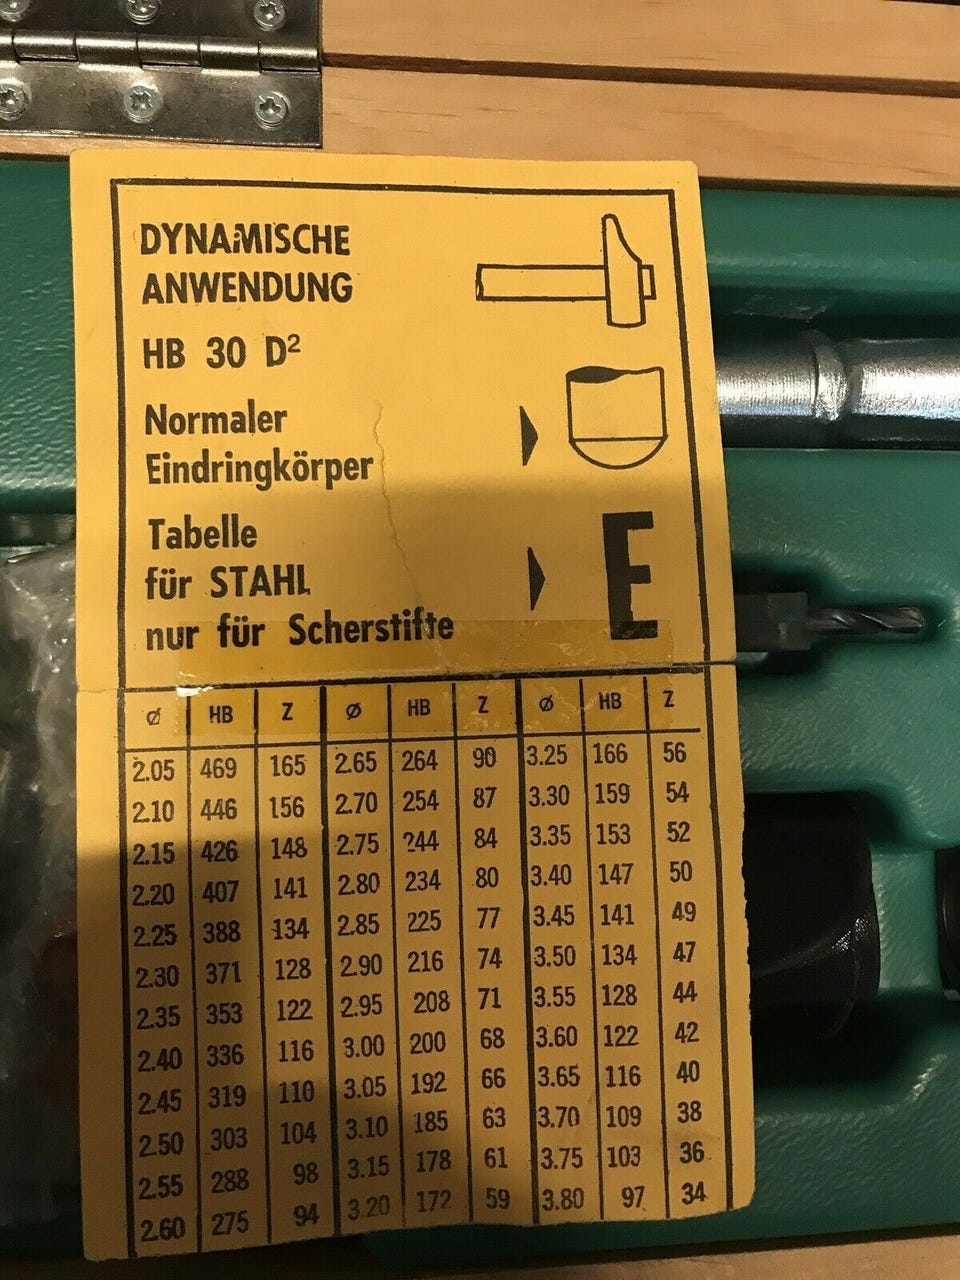 DYNAMISCHE
ANWENDUNG
HB 30 D²
Normaler
Eindringkörper
Tabelle
für STAHL
nur für Scherstifte
E
Ø HB Z Ø HB Z Ø HB Z
2.05 469 165 2.65 264 90 3.25 166 56
2.10 446 156 2.70 254 87 3.30 159 54
2.15 426 148 2.75 244 84 3.35 153 52
2.20 407 141 2.80 234 80 3.40 147 50
2.25 388 134 2.85 225 77 3.45 141 49
2.30 371 128 2.90 216 74 3.50 134 47
2.35 353 122 2.95 208 71 3.55 128 44
2.40 336 116 3.00 200 68 3.60 122 42
2.45 319 110 3.05 192 66 3.65 116 40
2.50 303 104 3.10 185 63 3.70 109 38
2.55 288 98 3.15 178 61 3.75 103 36
2.60 275 94 3.20 172 59 3.80 97 34